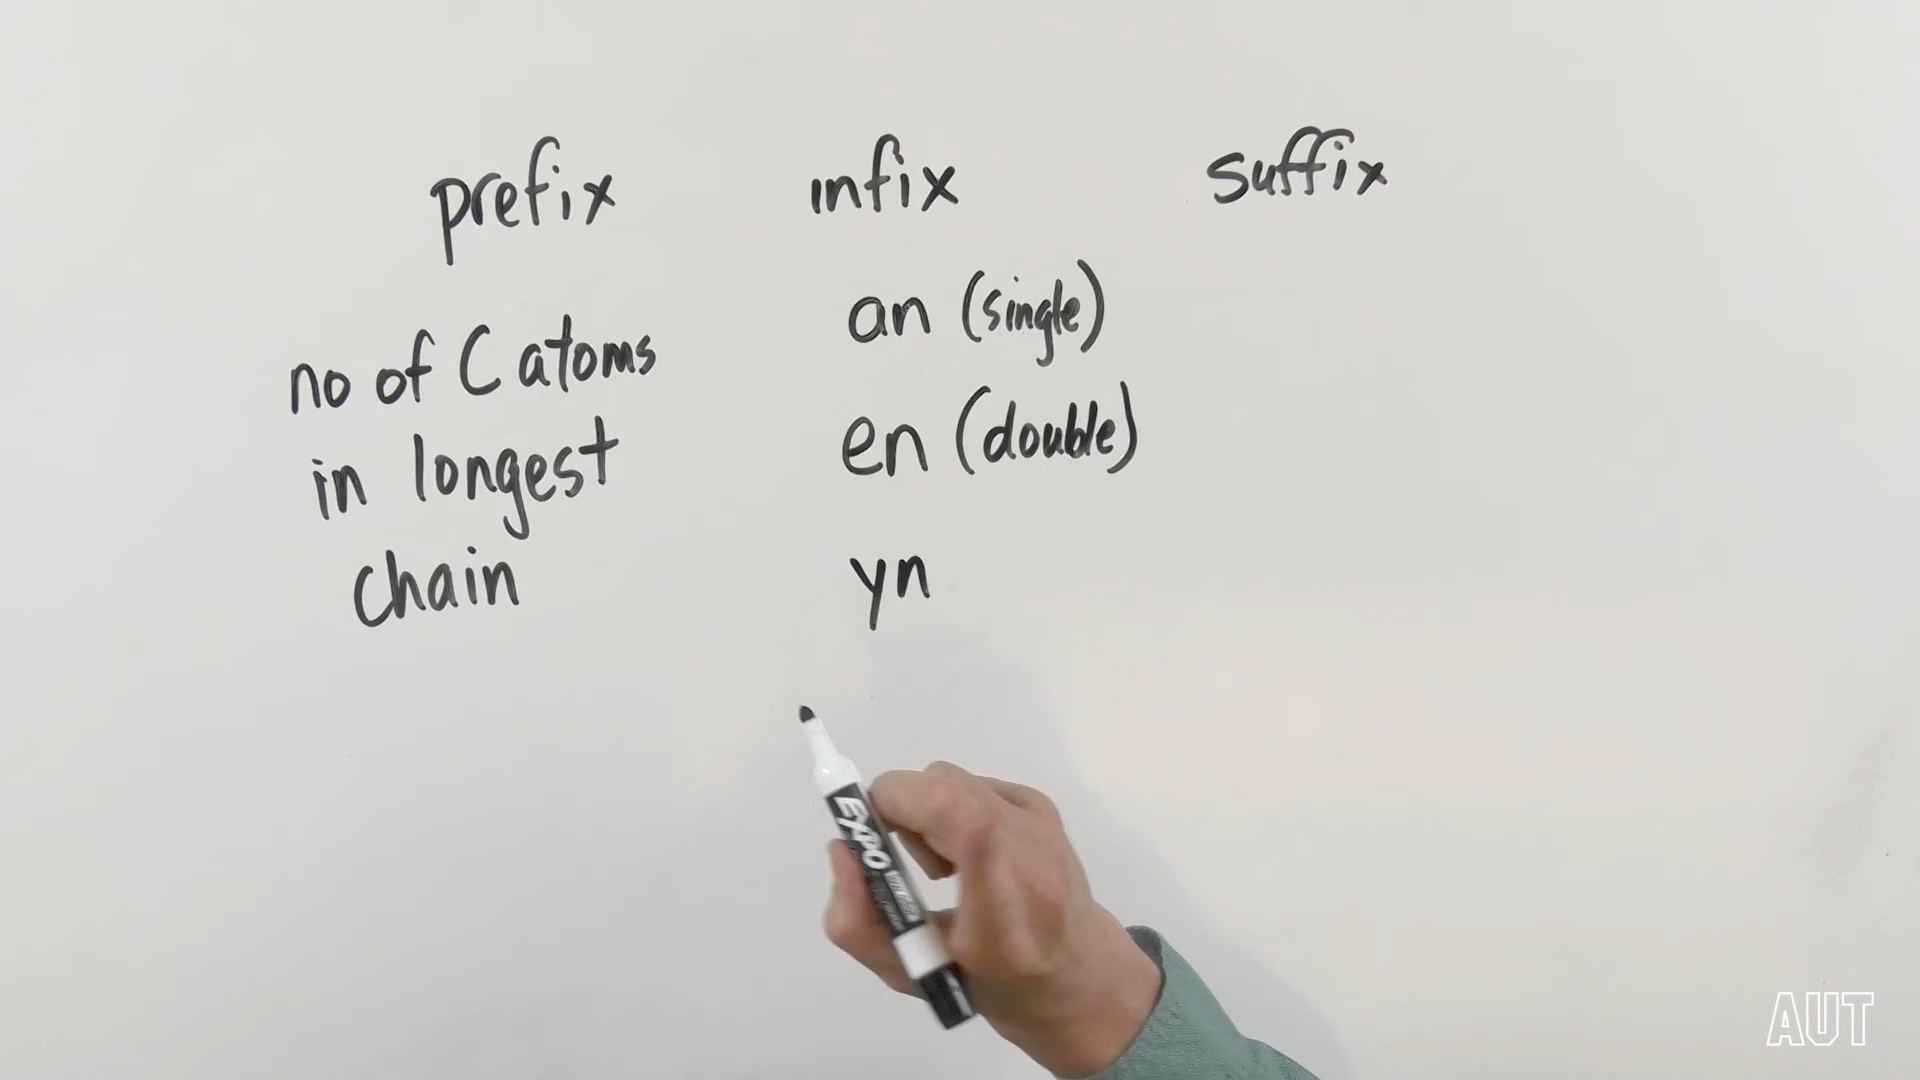 prefix infix suffix
no of C atoms
in longest
chain
an (single)
en (double)
yn
EXPO
AUT